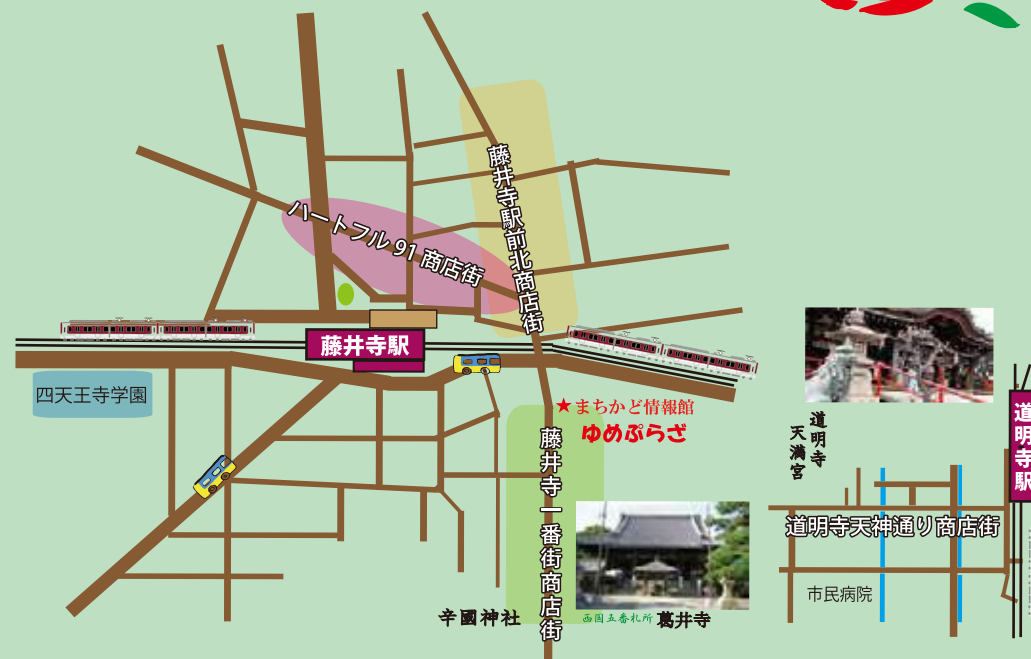 藤井寺駅前北商店街
ハートフル91商店街
藤井寺駅
四天王寺学園
★まちかど情報館
ゆめぷらざ
藤井寺一番街商店街
辛國神社
西国五番札所 葛井寺
道明寺
天満宮
道明寺駅
道明寺天神通り商店街
市民病院